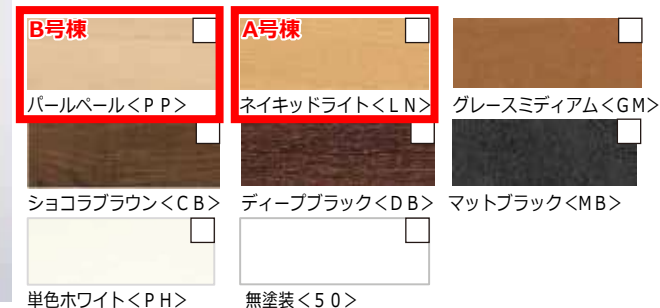 B号棟 A号棟
パールペール＜ＰＰ＞ ネイキッドライト＜ＬＮ＞ グレースミディアム＜ＧＭ＞
ショコラブラウン＜ＣＢ＞ ディープブラック＜ＤＢ＞ マットブラック＜ＭＢ＞
単色ホワイト＜ＰＨ＞ 無塗装＜５０＞